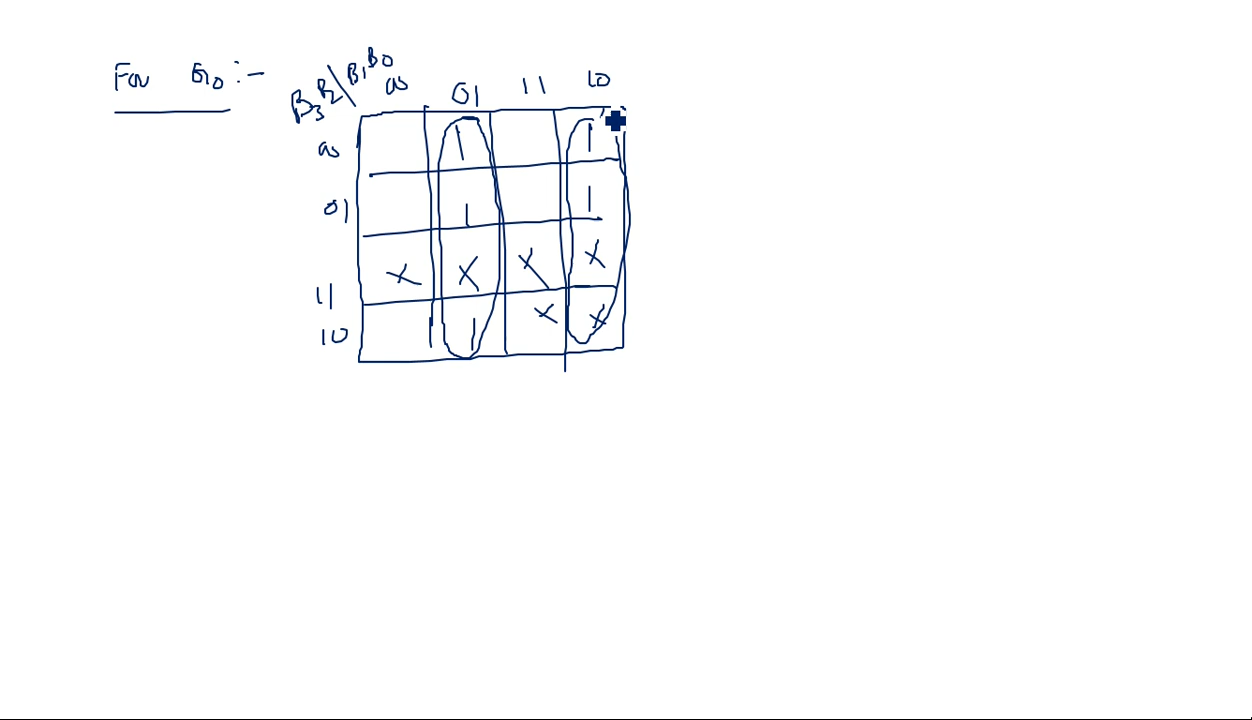 For G0 :-
B3B2\B1B0 00 01 11 10
00 1 1
01 1 1
11 X X X X
10 1 X X